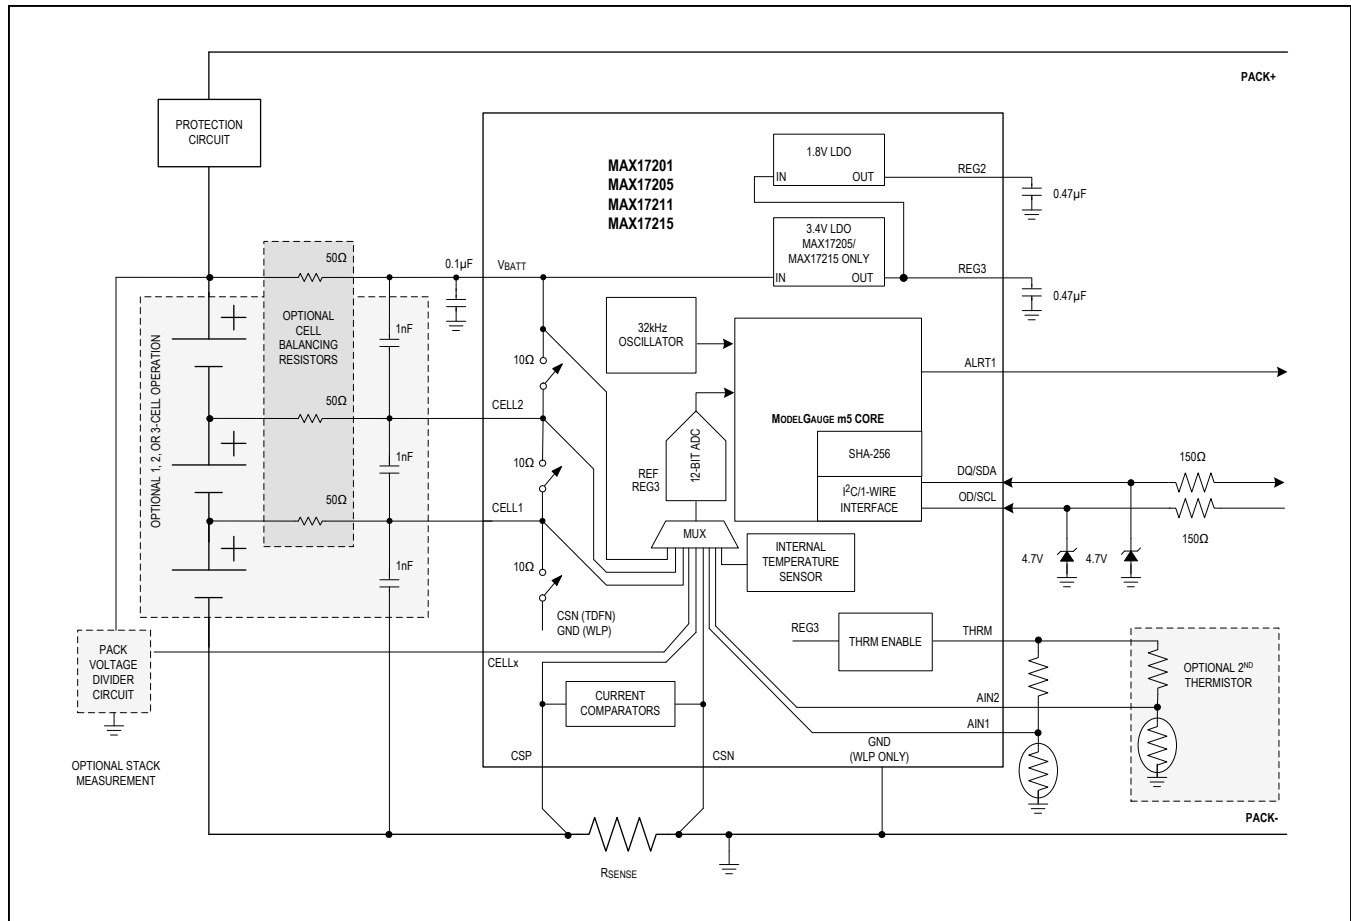 PACK+
PROTECTION
CIRCUIT
MAX17201
MAX17205
MAX17211
MAX17215
1.8V LDO
IN
OUT
REG2
0.47µF
3.4V LDO
MAX17205/
MAX17215 ONLY
IN
OUT
REG3
0.47µF
50Ω
0.1µF
VBATT
OPTIONAL 1, 2, OR 3-CELL OPERATION
+
OPTIONAL
CELL
BALANCING
RESISTORS
1nF
10Ω
32kHz
OSCILLATOR
ALRT1
50Ω
CELL2
MODELGAUGE m5 CORE
+
1nF
10Ω
REF
REG3
12-BIT ADC
SHA-256
I²C/1-WIRE
INTERFACE
DQ/SDA
OD/SCL
150Ω
150Ω
50Ω
CELL1
MUX
+
1nF
10Ω
INTERNAL
TEMPERATURE
SENSOR
4.7V
4.7V
CSN (TDFN)
GND (WLP)
REG3
THRM ENABLE
THRM
PACK
VOLTAGE
DIVIDER
CIRCUIT
CELLx
OPTIONAL 2ND
THERMISTOR
CURRENT
COMPARATORS
AIN2
AIN1
OPTIONAL STACK
MEASUREMENT
CSP
CSN
GND
(WLP ONLY)
PACK-
RSENSE